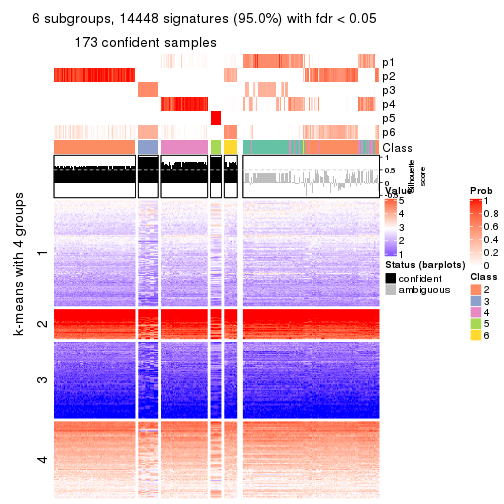 6 subgroups, 14448 signatures (95.0%) with fdr < 0.05
173 confident samples
p1
p2
p3
p4
p5
p6
Class
1
0.5
0
-0.5
Silhouette
score
k-means with 4 groups
1
2
3
4
Value
5
4
3
2
1
Status (barplots)
confident
ambiguous
Prob
1
0.8
0.6
0.4
0.2
0
Class
2
3
4
5
6